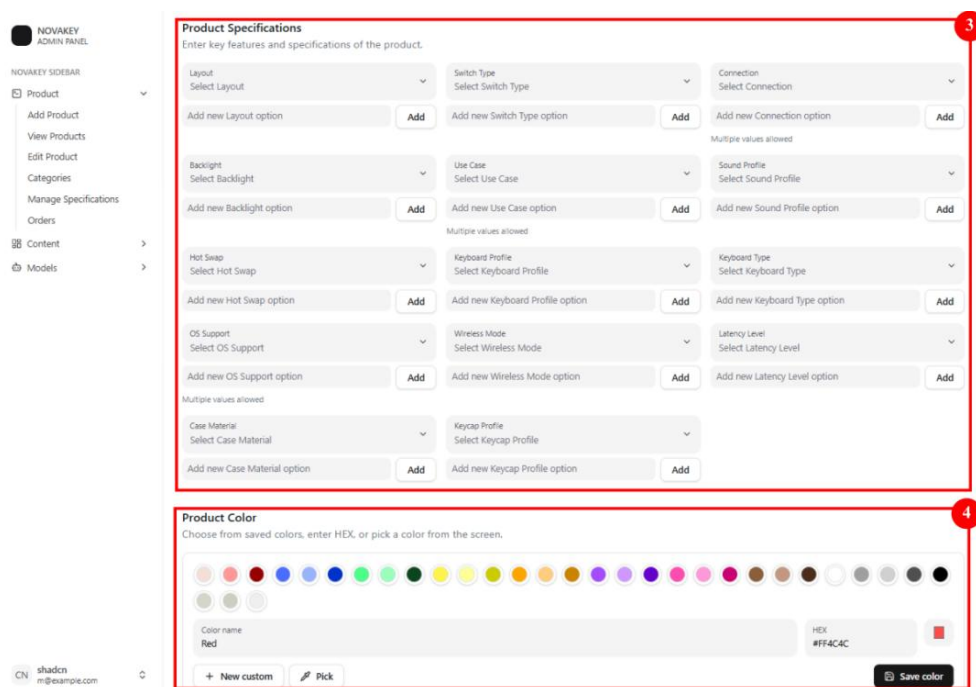 NOVAKEY
ADMIN PANEL
NOVAKEY SIDEBAR
Product
Add Product
View Products
Edit Product
Categories
Manage Specifications
Orders
Content
Models
CN
shadcn
m@example.com
3
Product Specifications
Enter key features and specifications of the product.
Layout Switch Type Connection
Select Layout Select Switch Type Select Connection
Add new Layout option Add Add new Switch Type option Add Add new Connection option Add
Multiple values allowed
Backlight Use Case Sound Profile
Select Backlight Select Use Case Select Sound Profile
Add new Backlight option Add Add new Use Case option Add Add new Sound Profile option Add
Multiple values allowed
Hot Swap Keyboard Profile Keyboard Type
Select Hot Swap Select Keyboard Profile Select Keyboard Type
Add new Hot Swap option Add Add new Keyboard Profile option Add Add new Keyboard Type option Add
OS Support Wireless Mode Latency Level
Select OS Support Select Wireless Mode Select Latency Level
Add new OS Support option Add Add new Wireless Mode option Add Add new Latency Level option Add
Multiple values allowed
Case Material Keycap Profile
Select Case Material Select Keycap Profile
Add new Case Material option Add Add new Keycap Profile option Add
4
Product Color
Choose from saved colors, enter HEX, or pick a color from the screen.
Color name HEX
Red #FF4C4C
+ New custom Pick Save color